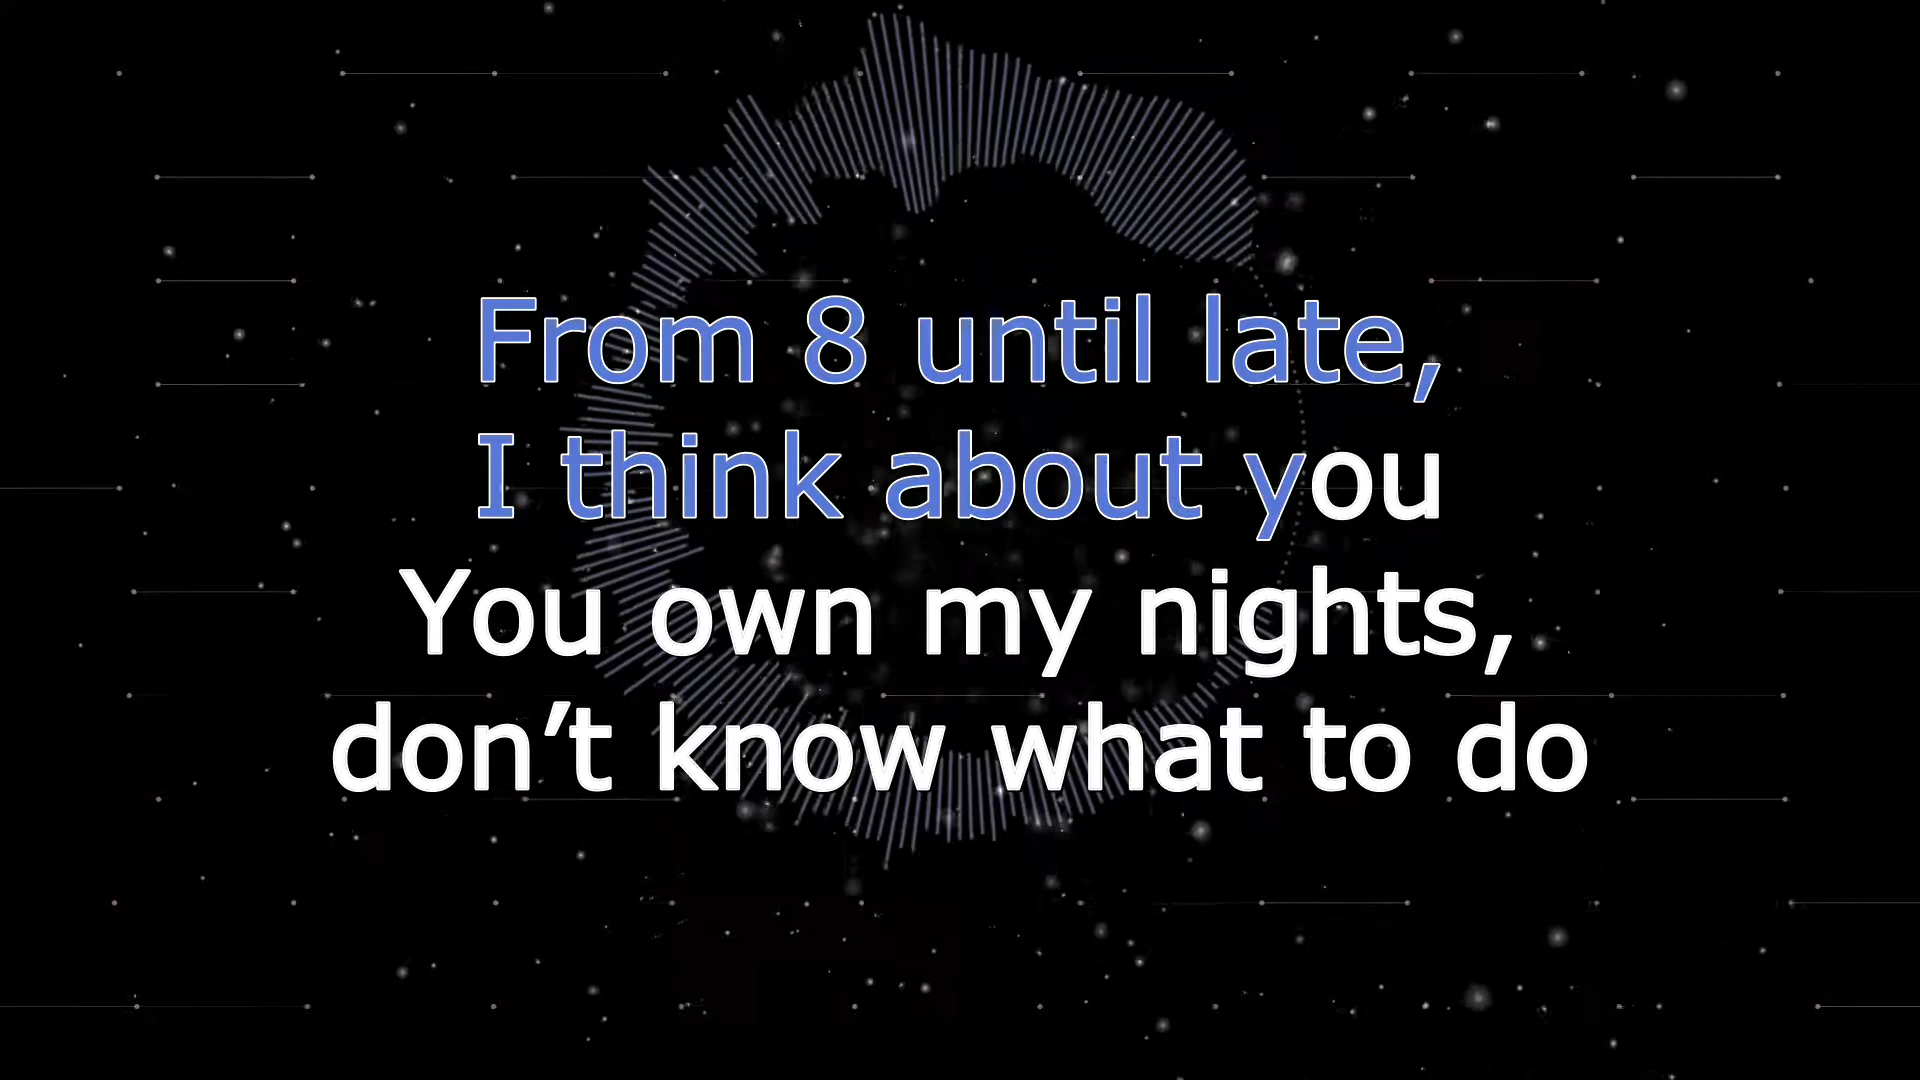 From 8 until late,
I think about you
You own my nights,
don’t know what to do